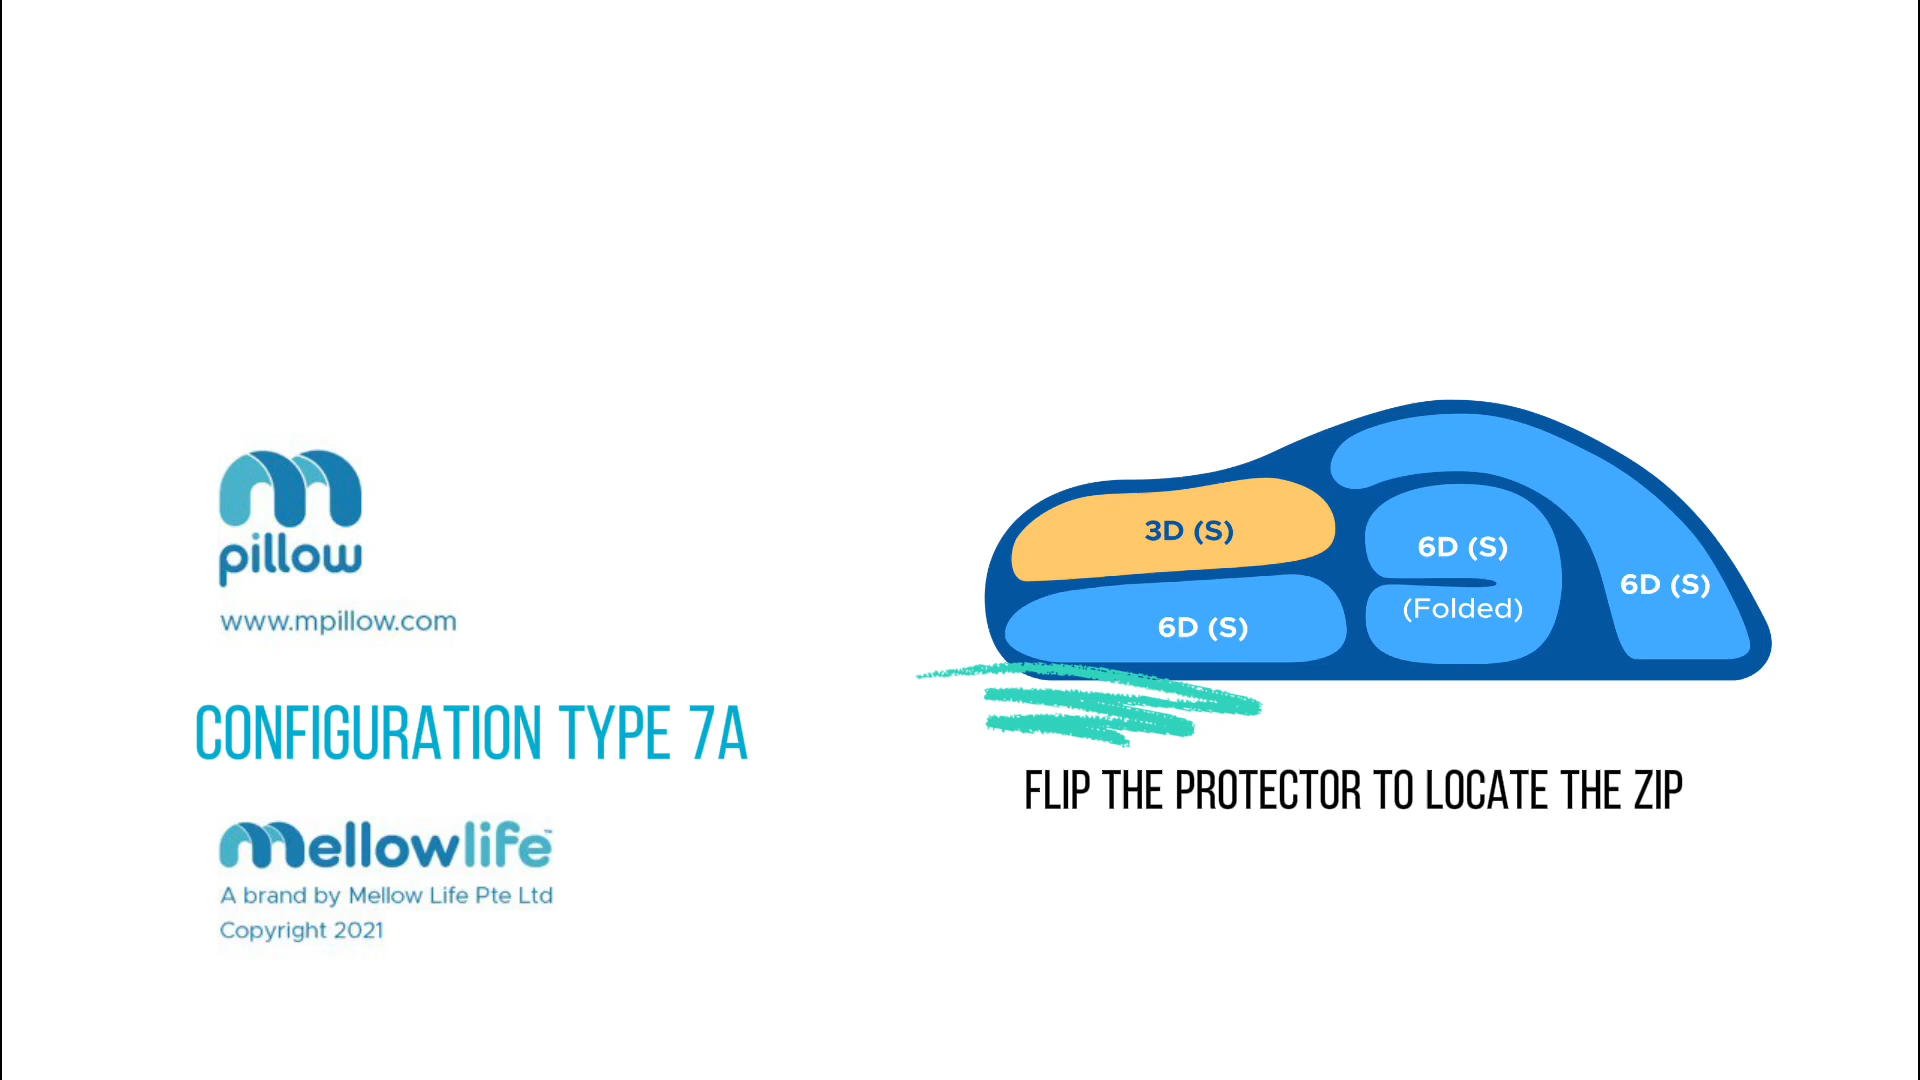 pillow
www.mpillow.com
CONFIGURATION TYPE 7A
mellowlife™
A brand by Mellow Life Pte Ltd
Copyright 2021
3D (S)
6D (S)
6D (S)
(Folded)
6D (S)
FLIP THE PROTECTOR TO LOCATE THE ZIP